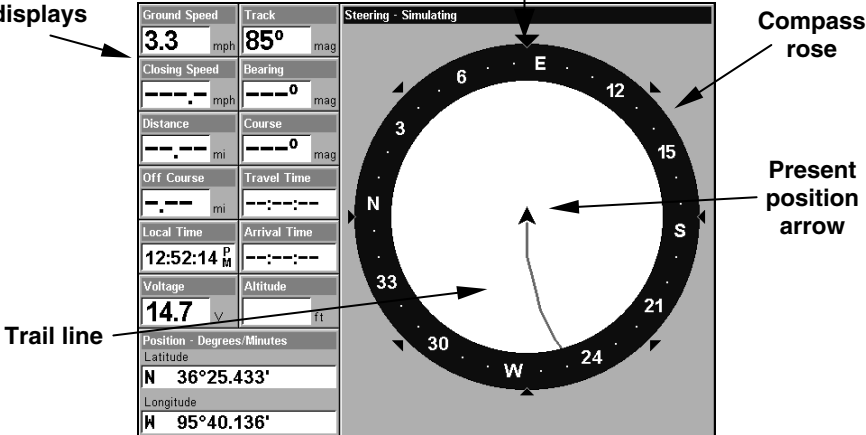 displays
Ground Speed Track
3.3 mph 85º mag
Closing Speed Bearing
---.- mph ---º mag
Distance Course
--.-- mi ---º mag
Off Course Travel Time
-.-- mi --:--:--
Local Time Arrival Time
12:52:14 PM --:--:--
Voltage Altitude
14.7 V ft
Position - Degrees/Minutes
Latitude
N 36°25.433'
Longitude
W 95°40.136'
Steering - Simulating
E
6
12
3
15
N
S
33
21
30
24
W
Compass
rose
Present
position
arrow
Trail line